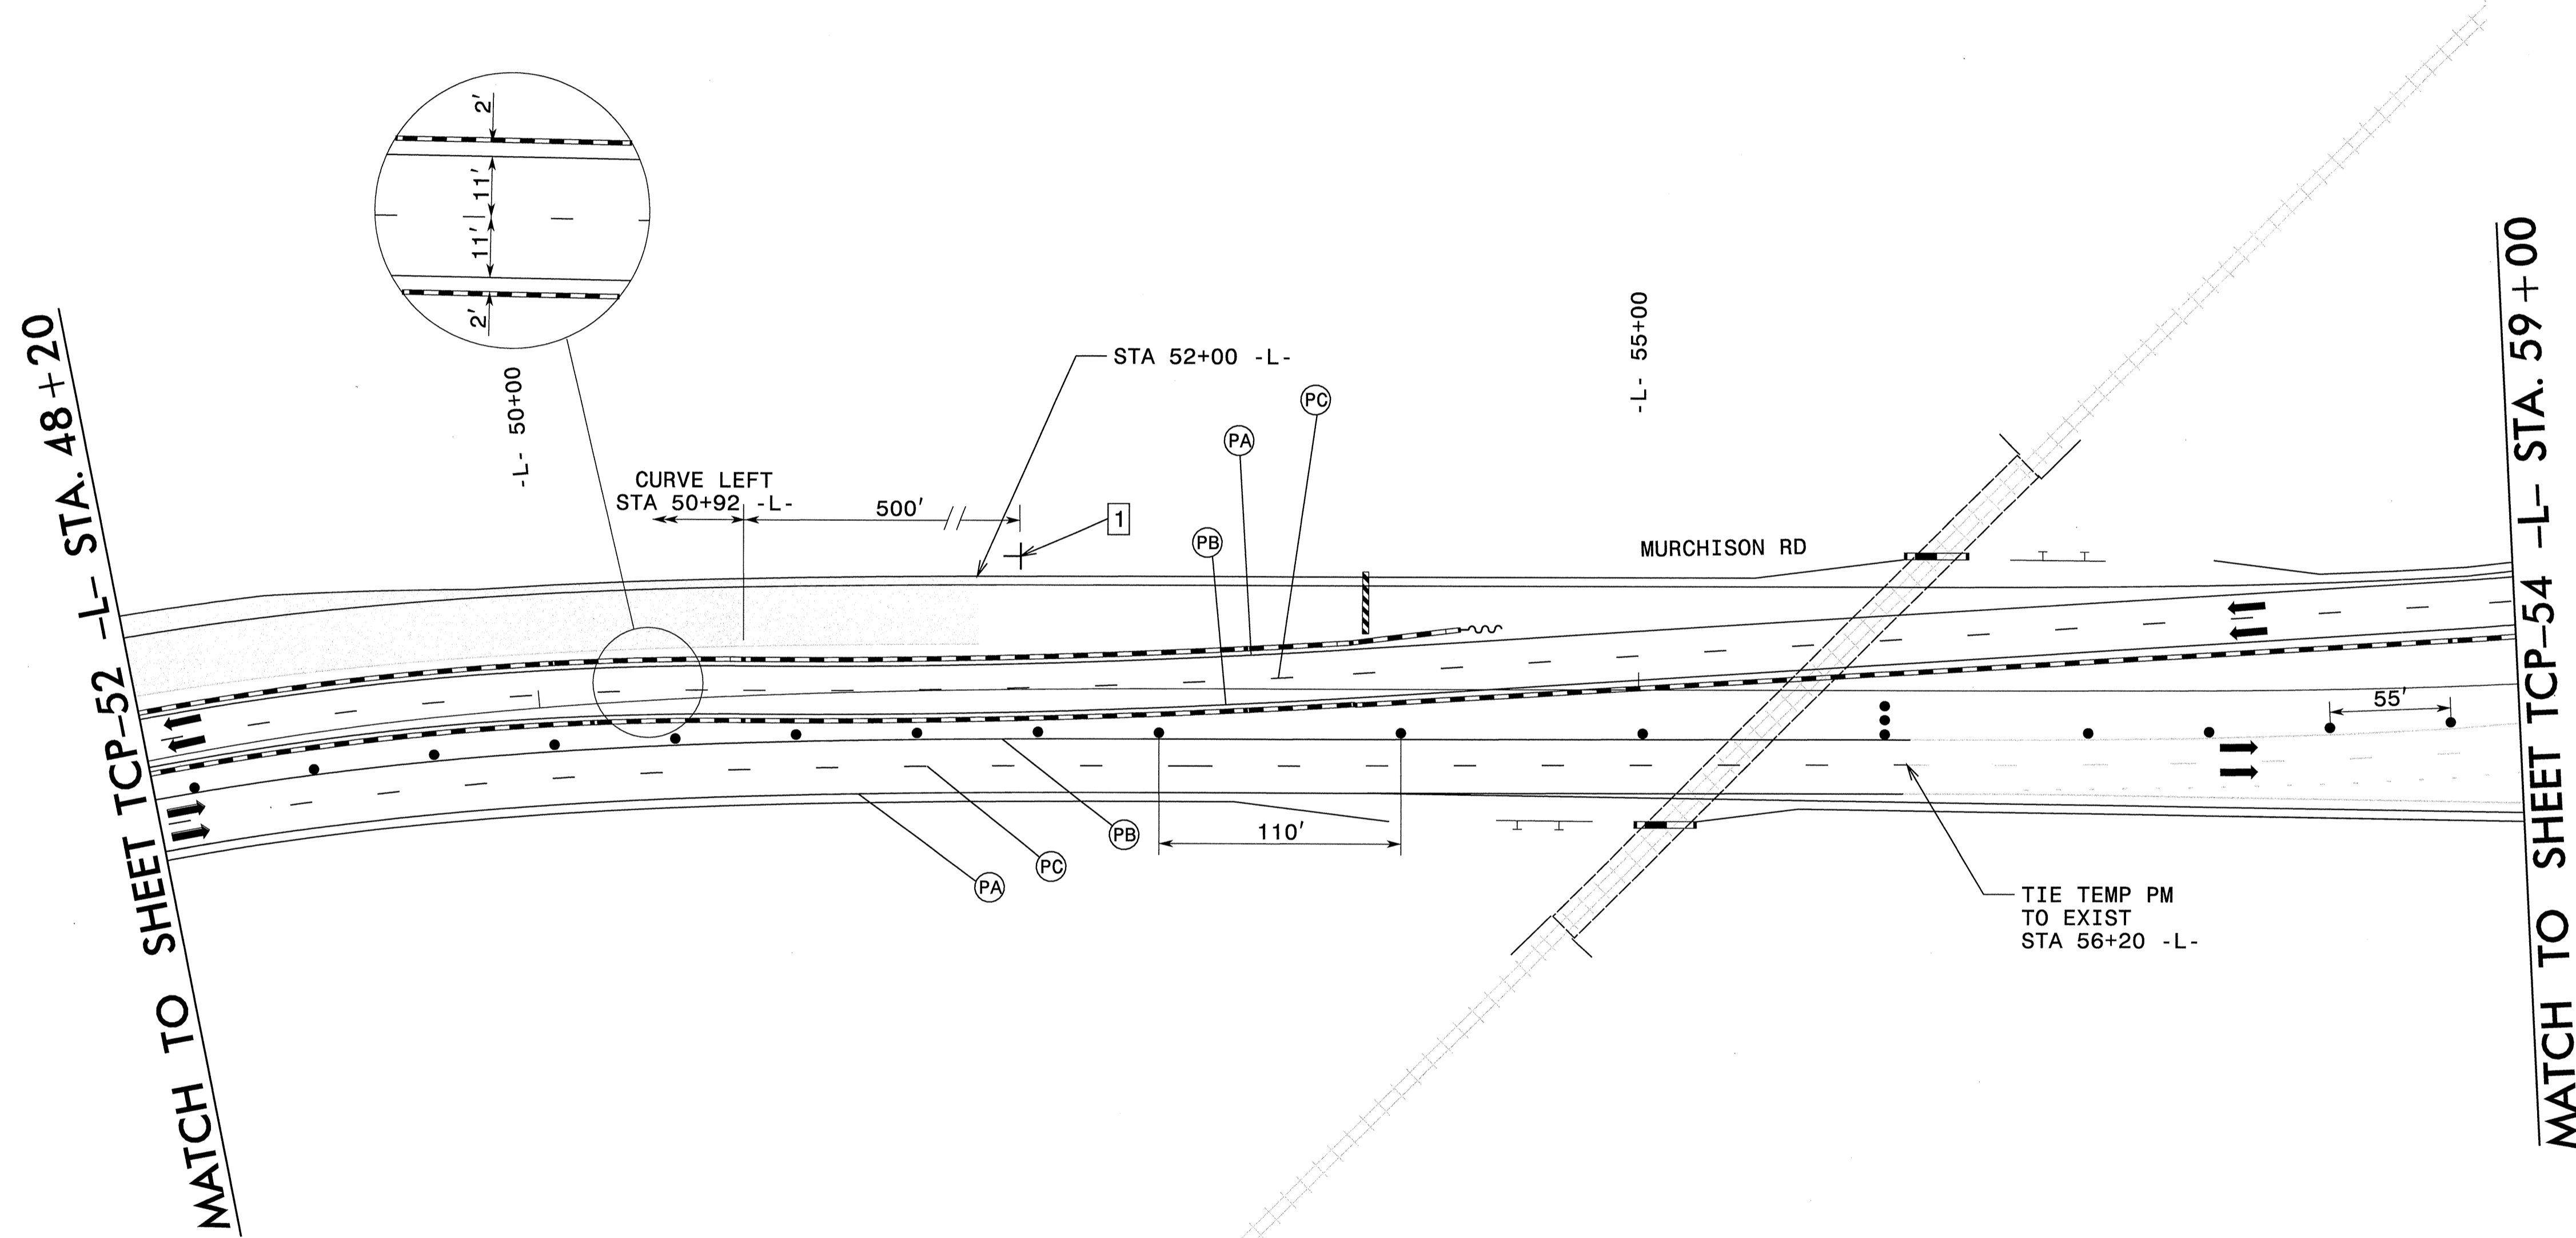 2'
11'
11'
2'
-L- 50+00
-L- 55+00
STA 52+00 -L-
PC
PA
PB
CURVE LEFT
STA 50+92 -L-
500'
1
MURCHISON RD
55'
110'
PB
PC
PA
TIE TEMP PM
TO EXIST
STA 56+20 -L-
MATCH TO SHEET TCP-52 -L- STA. 48+20
MATCH TO SHEET TCP-54 -L- STA. 59+00